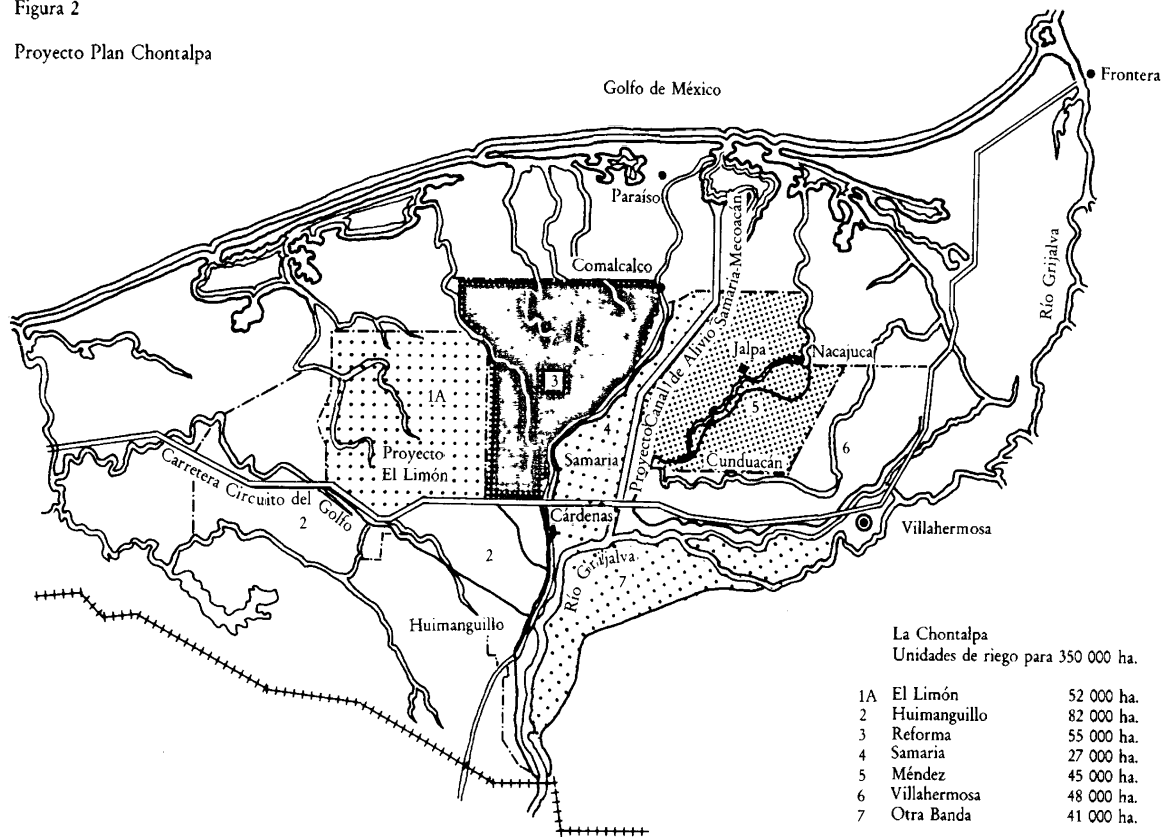 Figura 2
Proyecto Plan Chontalpa
Golfo de México
Frontera
Paraíso
Comalcalco
Río Grijalva
Proyecto Canal de Alivio Samaria-Mecoacán
Jalpa
Nacajuca
3
1A
4
5
6
Proyecto
El Limón
Samaria
Cunduacán
Carretera Circuito del Golfo
2
Cárdenas
Villahermosa
2
Río Grijalva
7
Huimanguillo
La Chontalpa
Unidades de riego para 350 000 ha.
1A El Limón 52 000 ha.
2 Huimanguillo 82 000 ha.
3 Reforma 55 000 ha.
4 Samaria 27 000 ha.
5 Méndez 45 000 ha.
6 Villahermosa 48 000 ha.
7 Otra Banda 41 000 ha.